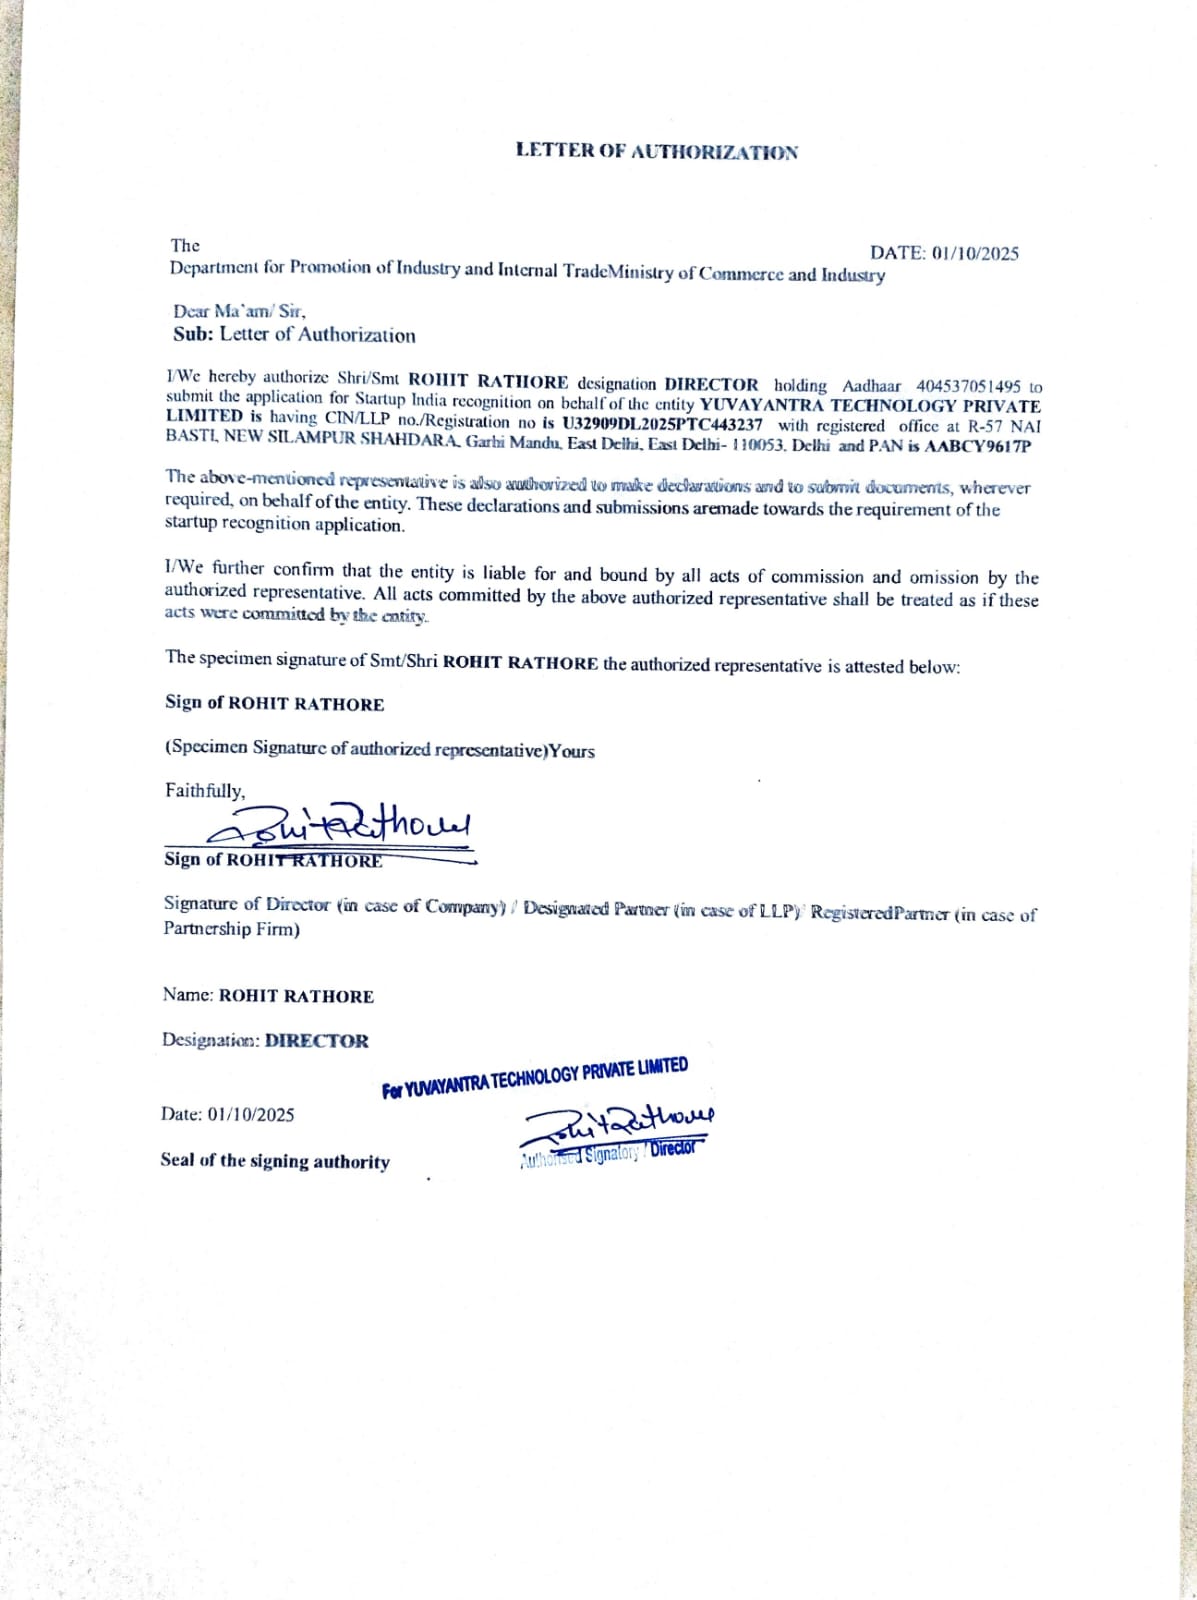 LETTER OF AUTHORIZATION
The
DATE: 01/10/2025
Department for Promotion of Industry and Internal TradeMinistry of Commerce and Industry
Dear Ma`am/ Sir,
Sub: Letter of Authorization
I/We hereby authorize Shri/Smt ROHIT RATHORE designation DIRECTOR holding Aadhaar 404537051495 to
submit the application for Startup India recognition on behalf of the entity YUVAYANTRA TECHNOLOGY PRIVATE
LIMITED is having CIN/LLP no./Registration no is U32909DL2025PTC443237 with registered office at R-57 NAI
BASTI, NEW SILAMPUR SHAHDARA, Garhi Mandu, East Delhi, East Delhi- 110053, Delhi and PAN is AABCY9617P
The above-mentioned representative is also authorized to make declarations and to submit documents, wherever
required, on behalf of the entity. These declarations and submissions aremade towards the requirement of the
startup recognition application.
I/We further confirm that the entity is liable for and bound by all acts of commission and omission by the
authorized representative. All acts committed by the above authorized representative shall be treated as if these
acts were committed by the entity.
The specimen signature of Smt/Shri ROHIT RATHORE the authorized representative is attested below:
Sign of ROHIT RATHORE
(Specimen Signature of authorized representative)Yours
Faithfully,
Rohit Rathore
Sign of ROHIT RATHORE
Signature of Director (in case of Company) / Designated Partner (in case of LLP)/ RegisteredPartner (in case of
Partnership Firm)
Name: ROHIT RATHORE
Designation: DIRECTOR
For YUVAYANTRA TECHNOLOGY PRIVATE LIMITED
Date: 01/10/2025
Rohit Rathore
Authorised Signatory / Director
Seal of the signing authority